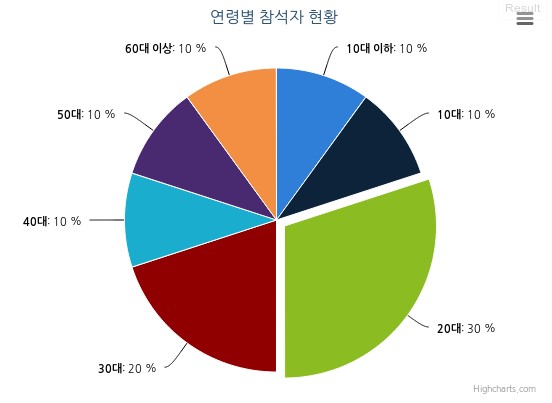 Result
연령별 참석자 현황
60대 이상: 10 %
10대 이하: 10 %
50대: 10 %
10대: 10 %
40대: 10 %
20대: 30 %
30대: 20 %
Highcharts.com